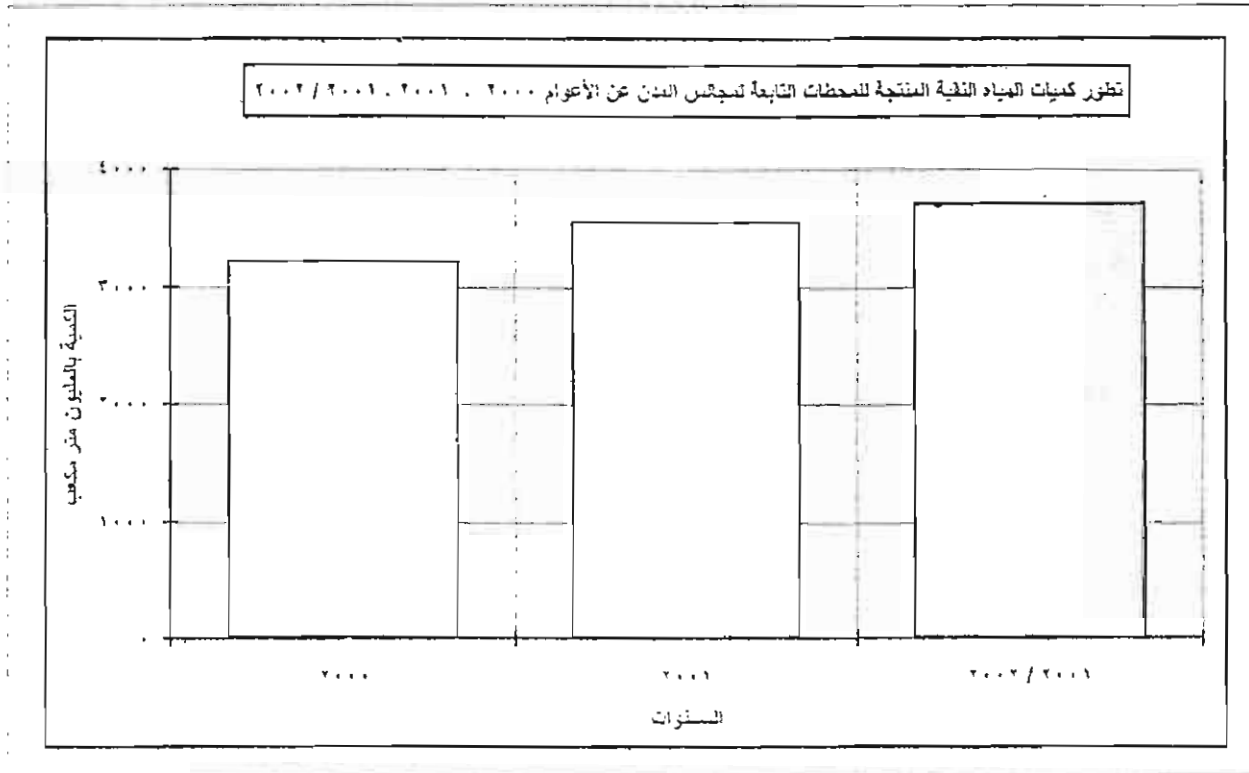 تطور كميات المياه النقية المنتجة للمحطات التابعة لمجالس المدن عن الأعوام ٢٠٠٠ ، ٢٠٠١ ، ٢٠٠١ / ٢٠٠٢
٤٠٠٠
٣٠٠٠
٢٠٠٠
١٠٠٠
٠
الكمية بالمليون متر مكعب
٢٠٠٠
٢٠٠١
٢٠٠١ / ٢٠٠٢
السنوات